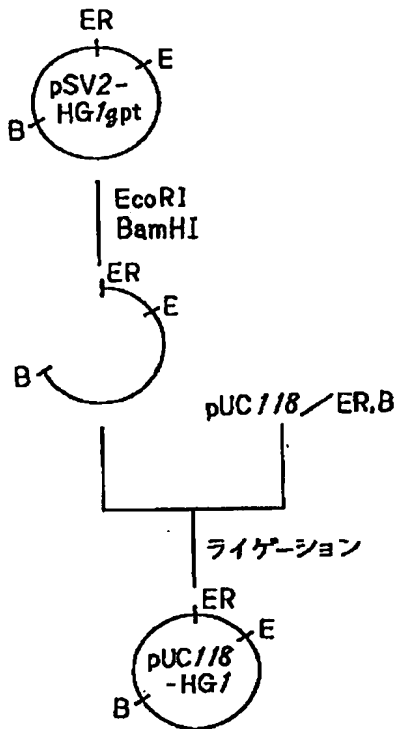 ER
E
pSV2-
HG1gpt
B
EcoRI
BamHI
ER
E
B
pUC118/ER,B
ライゲーション
ER
E
pUC118
-HG1
B